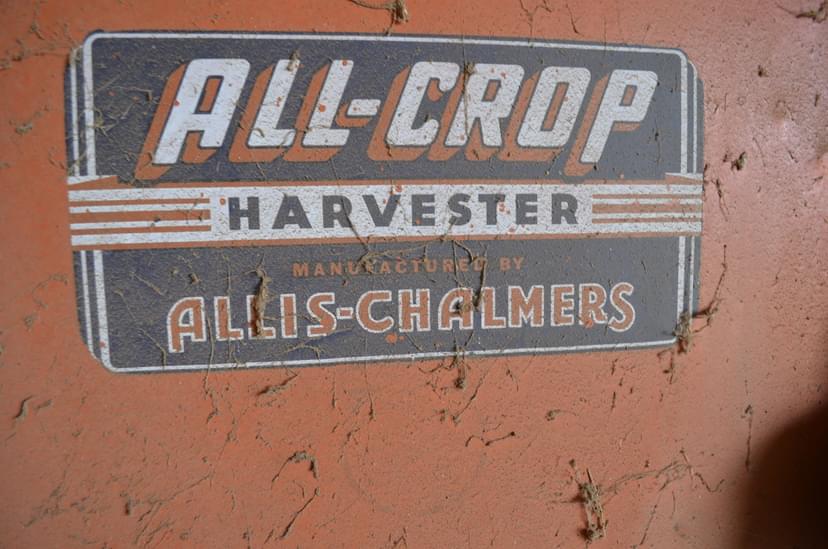 ALL-CROP
HARVESTER
MANUFACTURED BY
ALLIS-CHALMERS